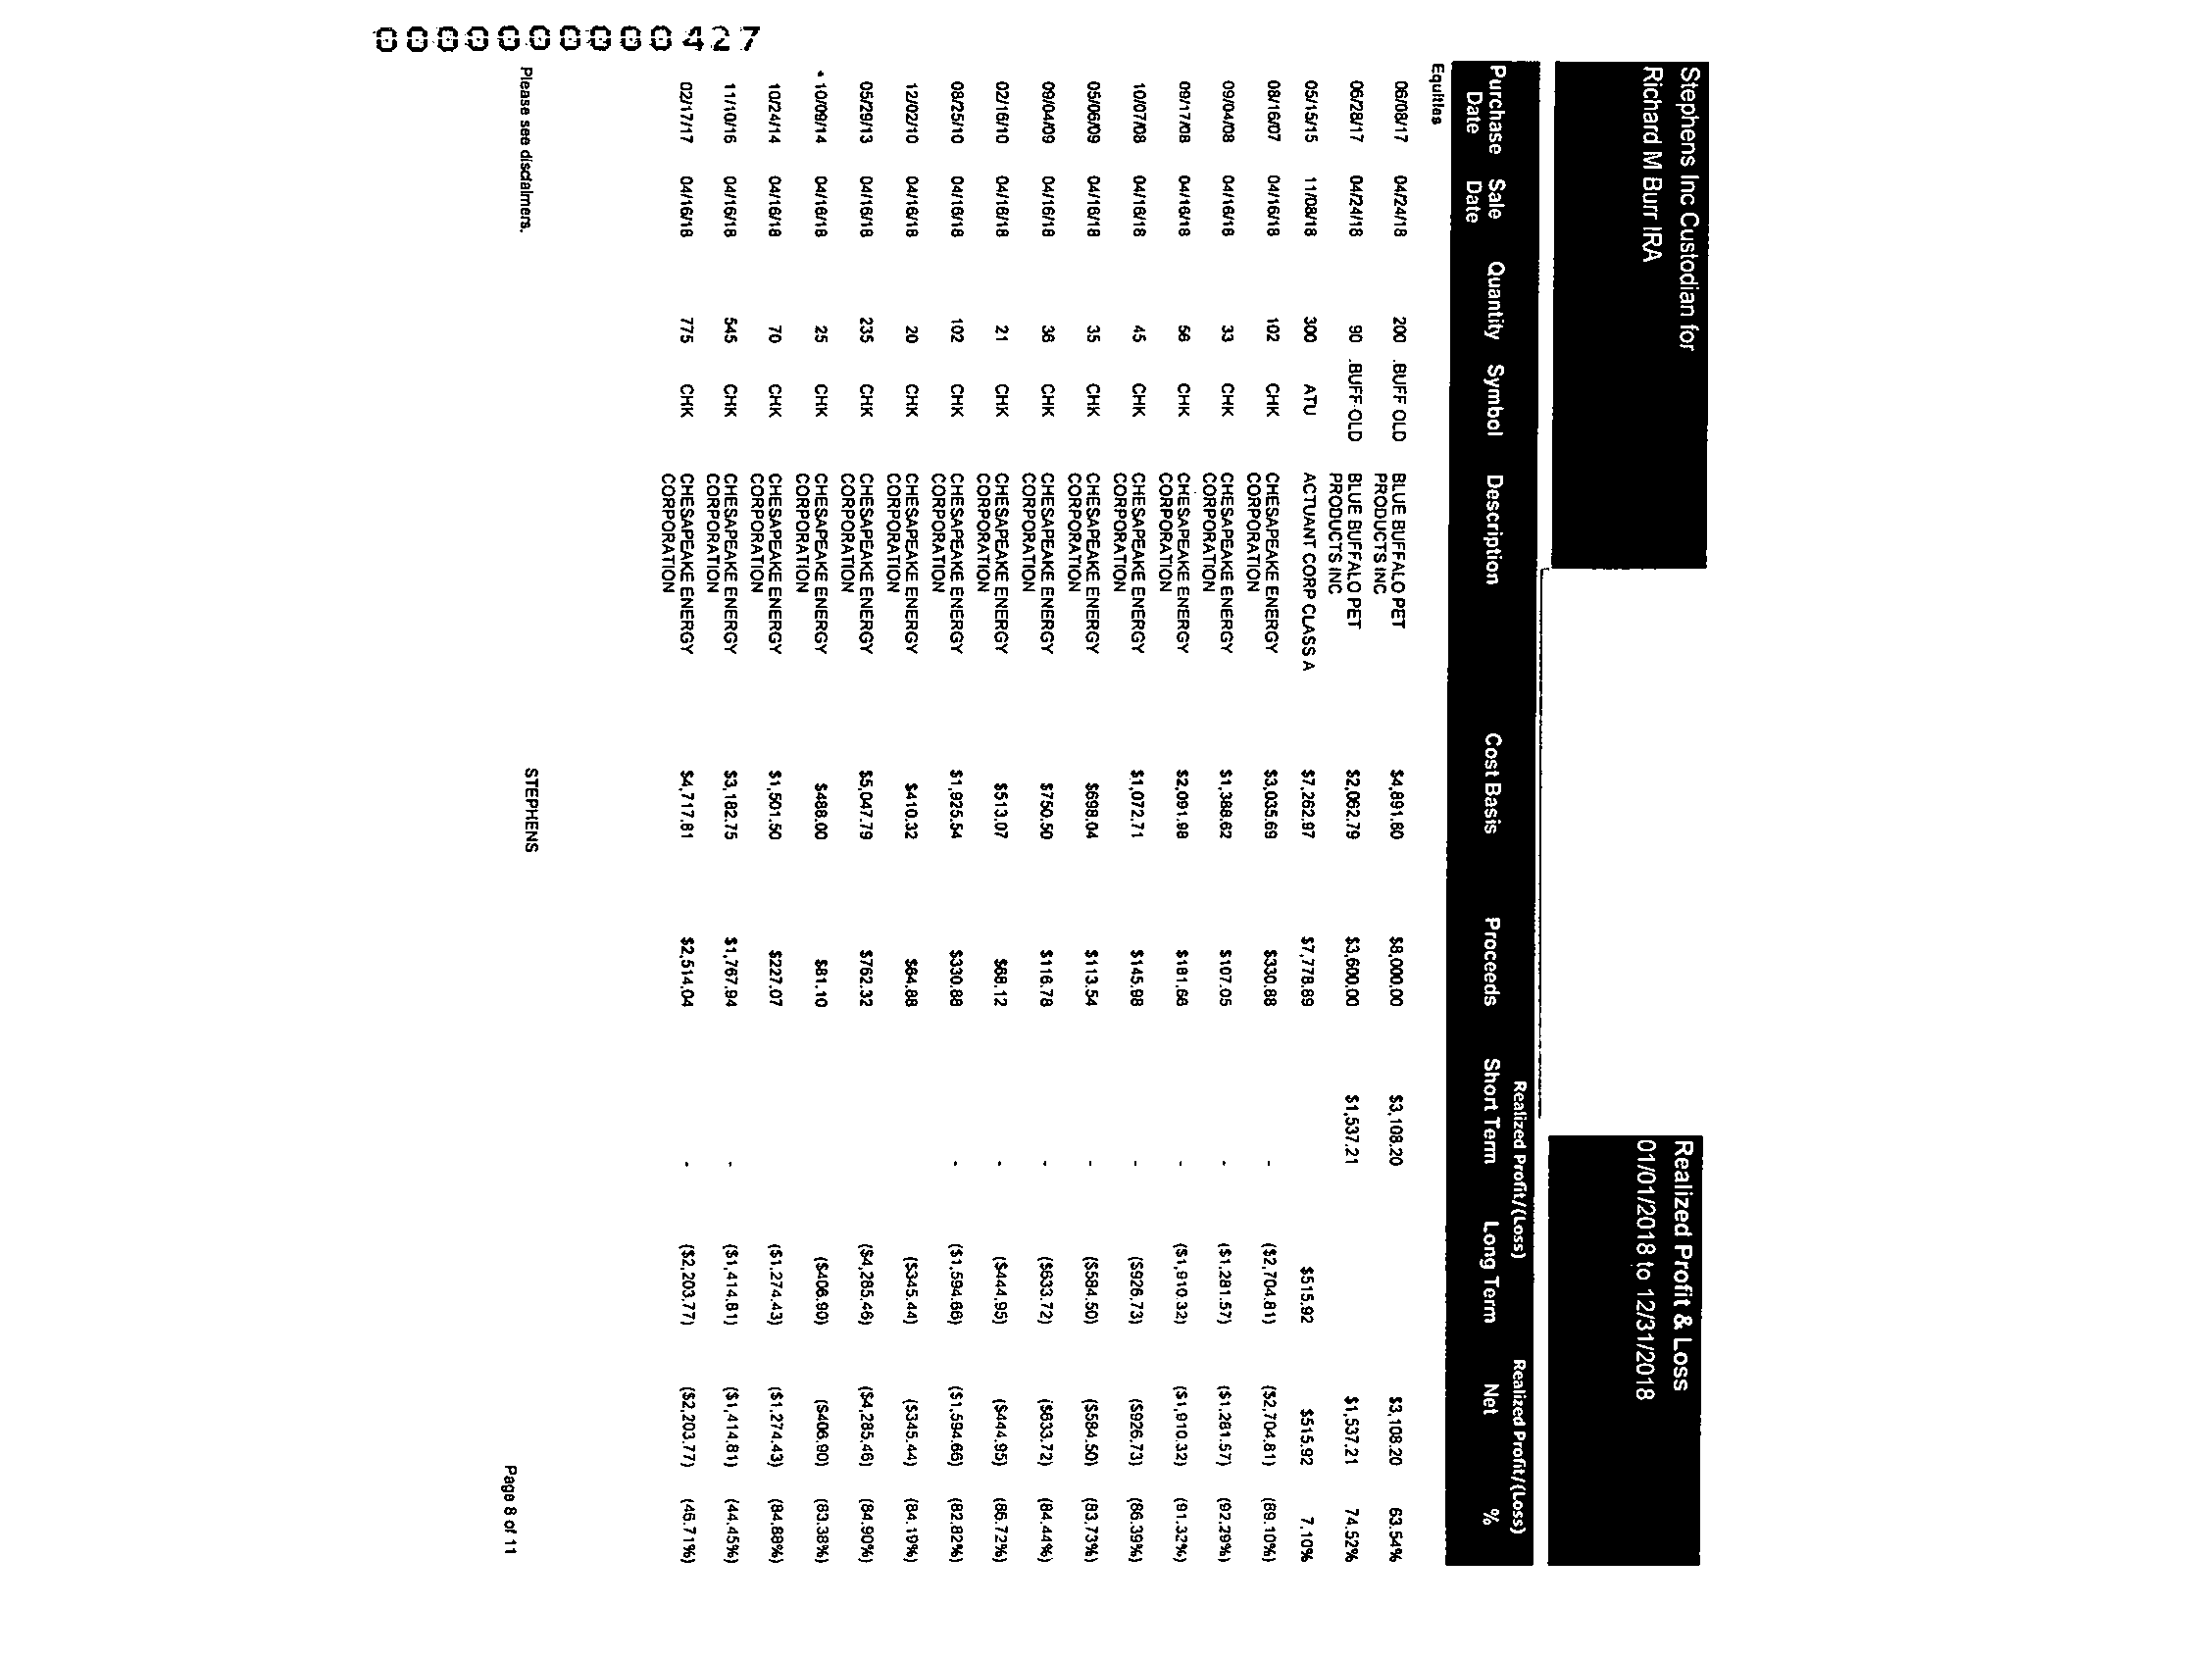 Stephens Inc Custodian for
Richard M Burr IRA
Realized Profit & Loss
01/01/2018 to 12/31/2018
Realized Profit/(Loss) Realized Profit/(Loss)
Purchase Date Sale Date Quantity Symbol Description Cost Basis Proceeds Short Term Long Term Net %
Equities
06/08/17 04/24/18 200 .BUFF OLD BLUE BUFFALO PET $4,891.80 $8,000.00 $3,108.20 $3,108.20 63.54%
PRODUCTS INC
06/28/17 04/24/18 90 .BUFF OLD BLUE BUFFALO PET $2,062.79 $3,600.00 $1,537.21 $1,537.21 74.52%
PRODUCTS INC
05/15/15 11/08/18 300 ATU ACTUANT CORP CLASS A $7,262.97 $7,778.89 $515.92 $515.92 7.10%
08/16/07 04/16/18 102 CHK CHESAPEAKE ENERGY $3,035.69 $330.88 - ($2,704.81) ($2,704.81) (89.10%)
CORPORATION
09/04/08 04/16/18 33 CHK CHESAPEAKE ENERGY $1,388.62 $107.05 - ($1,281.57) ($1,281.57) (92.29%)
CORPORATION
09/17/08 04/16/18 56 CHK CHESAPEAKE ENERGY $2,091.98 $181.66 - ($1,910.32) ($1,910.32) (91.32%)
CORPORATION
10/07/08 04/16/18 45 CHK CHESAPEAKE ENERGY $1,072.71 $145.98 - ($926.73) ($926.73) (86.39%)
CORPORATION
05/06/09 04/16/18 35 CHK CHESAPEAKE ENERGY $698.04 $113.54 - ($584.50) ($584.50) (83.73%)
CORPORATION
09/04/09 04/16/18 36 CHK CHESAPEAKE ENERGY $750.50 $116.78 - ($633.72) ($633.72) (84.44%)
CORPORATION
02/16/10 04/16/18 21 CHK CHESAPEAKE ENERGY $513.07 $68.12 - ($444.95) ($444.95) (86.72%)
CORPORATION
08/25/10 04/16/18 102 CHK CHESAPEAKE ENERGY $1,925.54 $330.88 - ($1,594.66) ($1,594.66) (82.82%)
CORPORATION
12/02/10 04/16/18 20 CHK CHESAPEAKE ENERGY $410.32 $64.88 ($345.44) ($345.44) (84.19%)
CORPORATION
05/29/13 04/16/18 235 CHK CHESAPEAKE ENERGY $5,047.79 $762.32 ($4,285.46) ($4,285.46) (84.90%)
CORPORATION
* 10/09/14 04/16/18 25 CHK CHESAPEAKE ENERGY $488.00 $81.10 ($406.90) ($406.90) (83.38%)
CORPORATION
10/24/14 04/16/18 70 CHK CHESAPEAKE ENERGY $1,501.50 $227.07 ($1,274.43) ($1,274.43) (84.88%)
CORPORATION
11/10/16 04/16/18 545 CHK CHESAPEAKE ENERGY $3,182.75 $1,767.94 - ($1,414.81) ($1,414.81) (44.45%)
CORPORATION
02/17/17 04/16/18 775 CHK CHESAPEAKE ENERGY $4,717.81 $2,514.04 - ($2,203.77) ($2,203.77) (46.71%)
CORPORATION
Please see disclaimers. STEPHENS Page 8 of 11
0000000000427